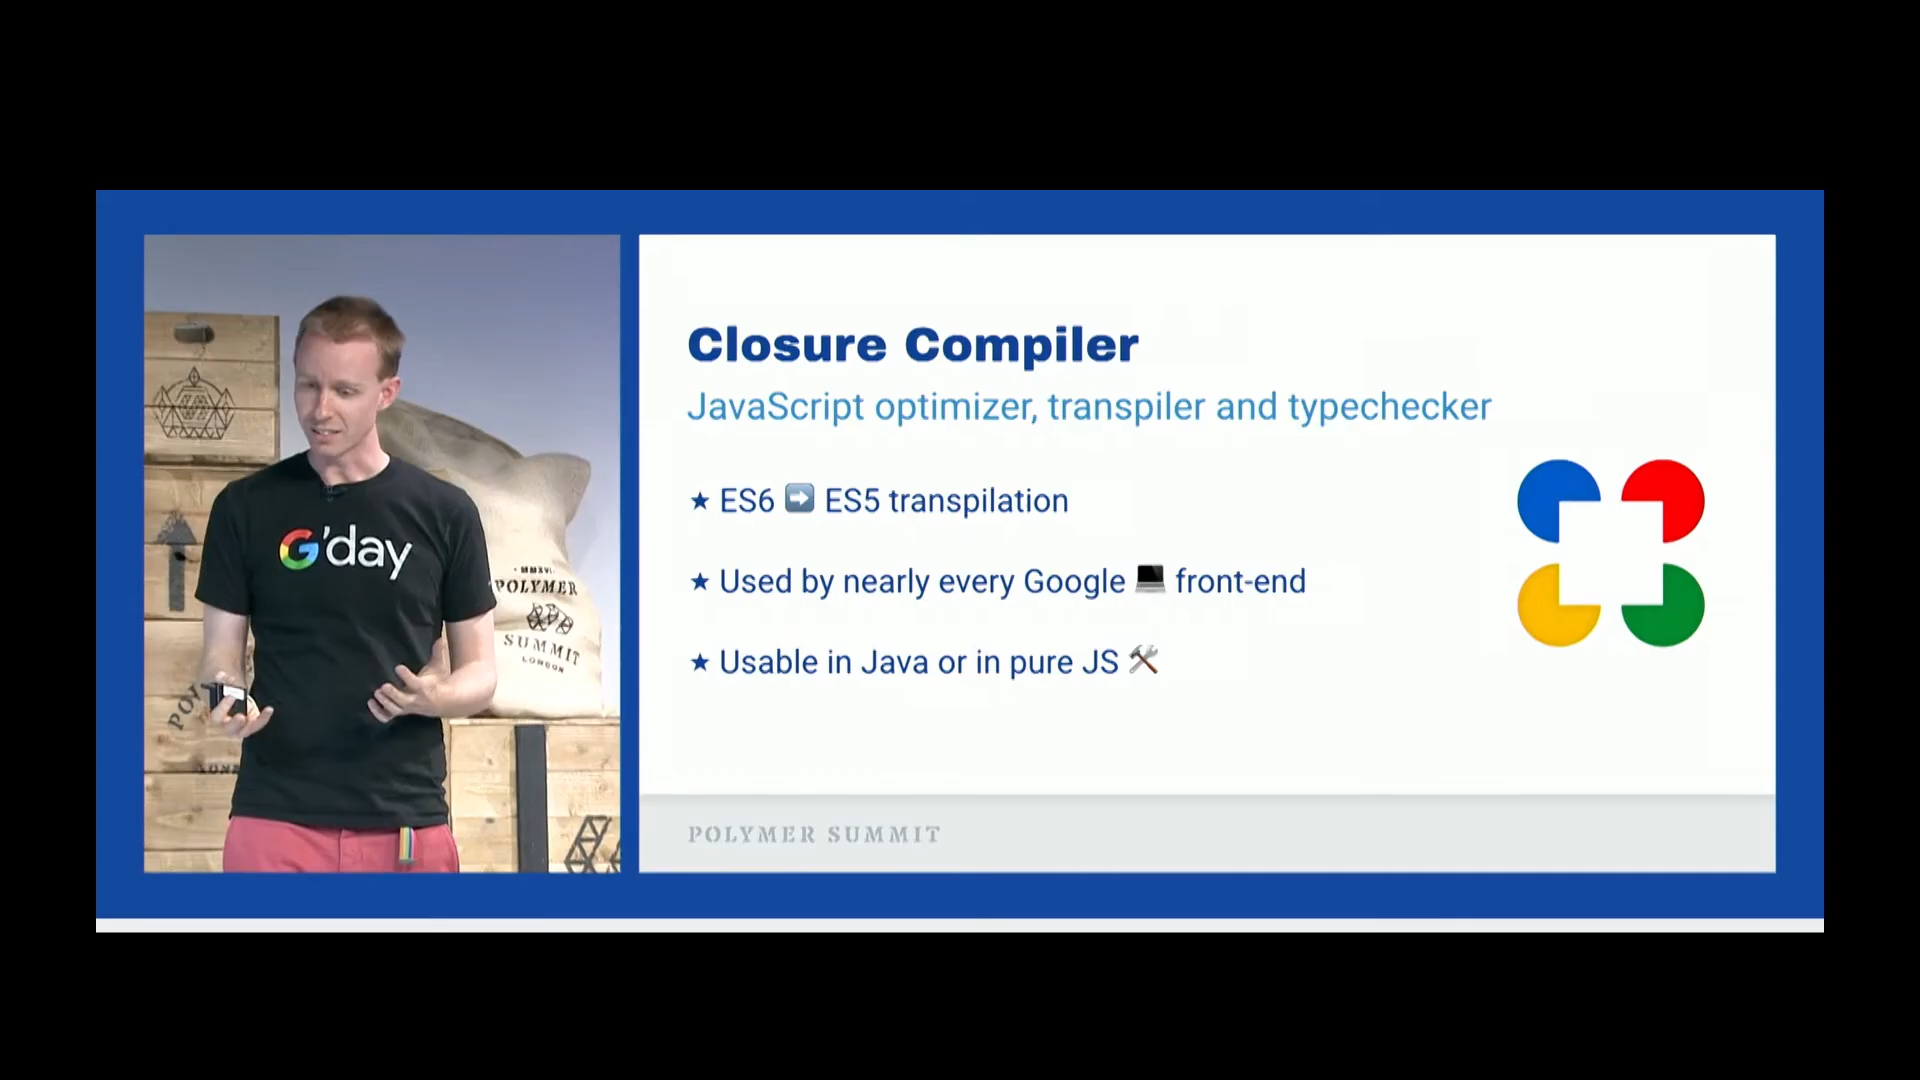 G'day
MMXVI
POLYMER
SUMMIT
LONDON
Closure Compiler
JavaScript optimizer, transpiler and typechecker
★ ES6 ➡️ ES5 transpilation
★ Used by nearly every Google 💻 front-end
★ Usable in Java or in pure JS 🛠️
POLYMER SUMMIT